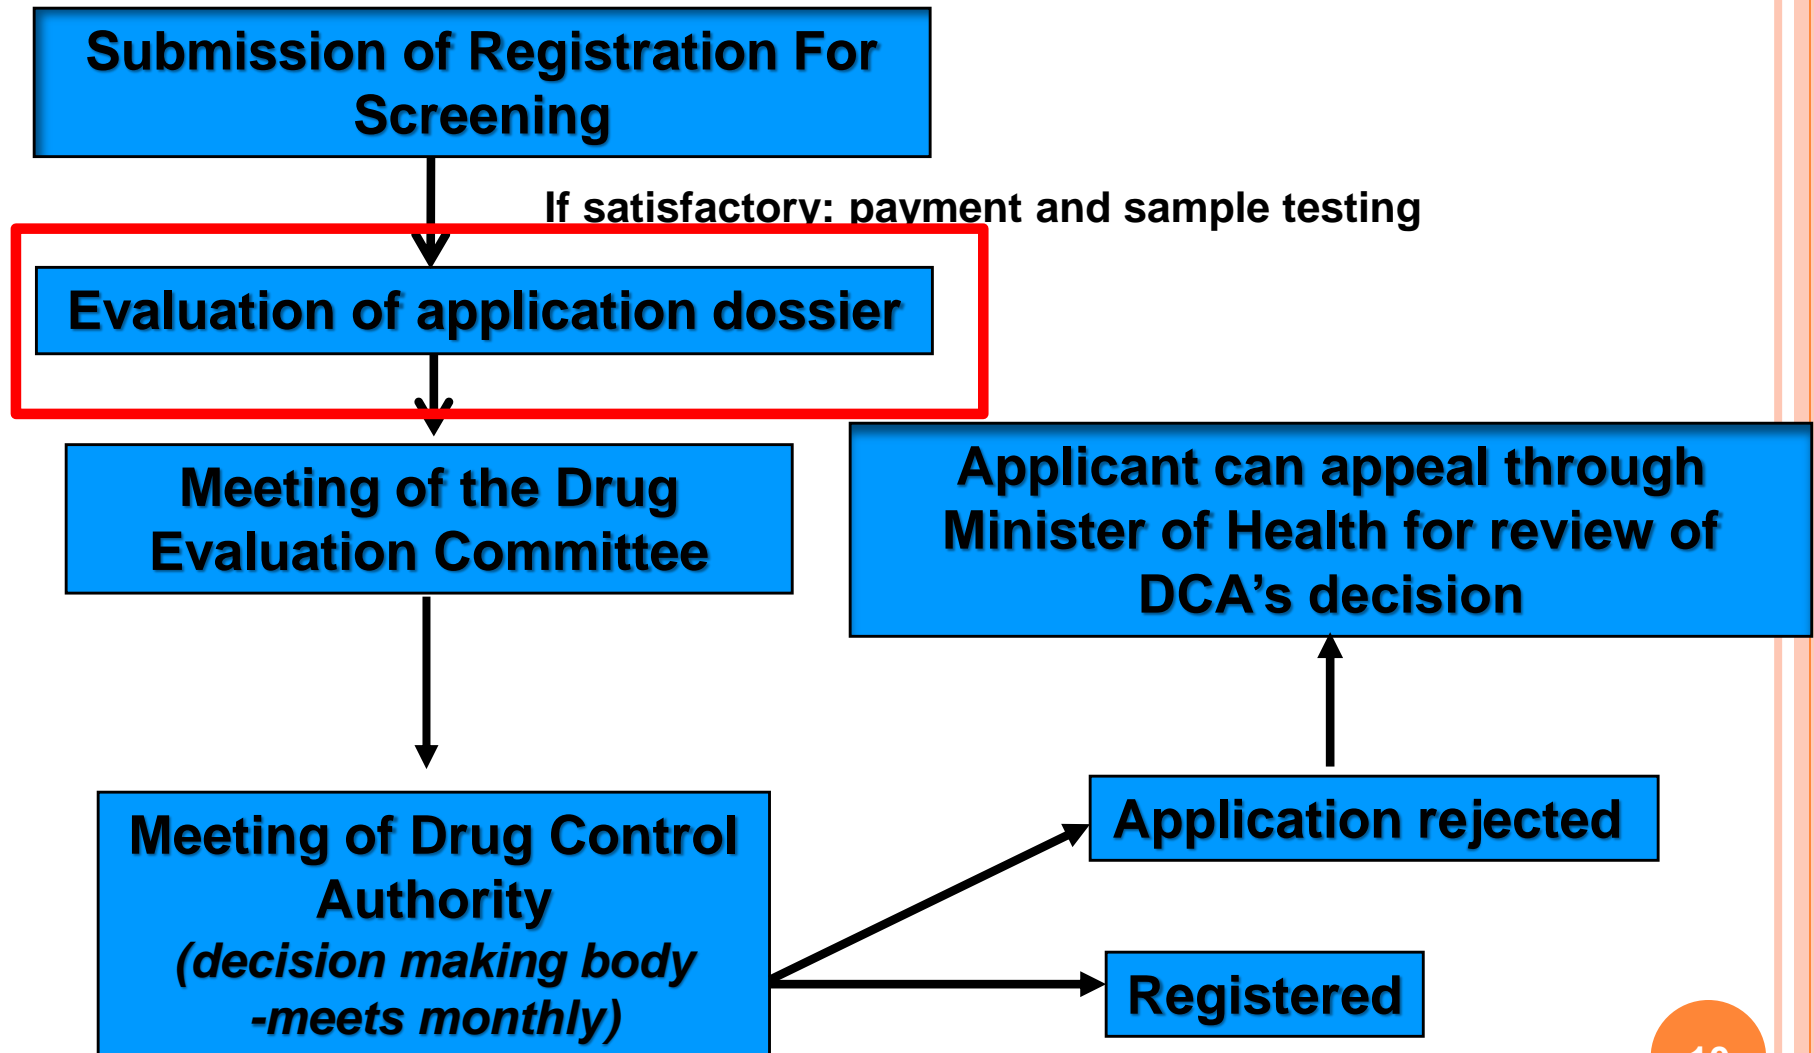 Submission of Registration For
Screening
If satisfactory: payment and sample testing
Evaluation of application dossier
Meeting of the Drug
Evaluation Committee
Applicant can appeal through
Minister of Health for review of
DCA’s decision
Meeting of Drug Control
Authority
(decision making body
-meets monthly)
Application rejected
Registered